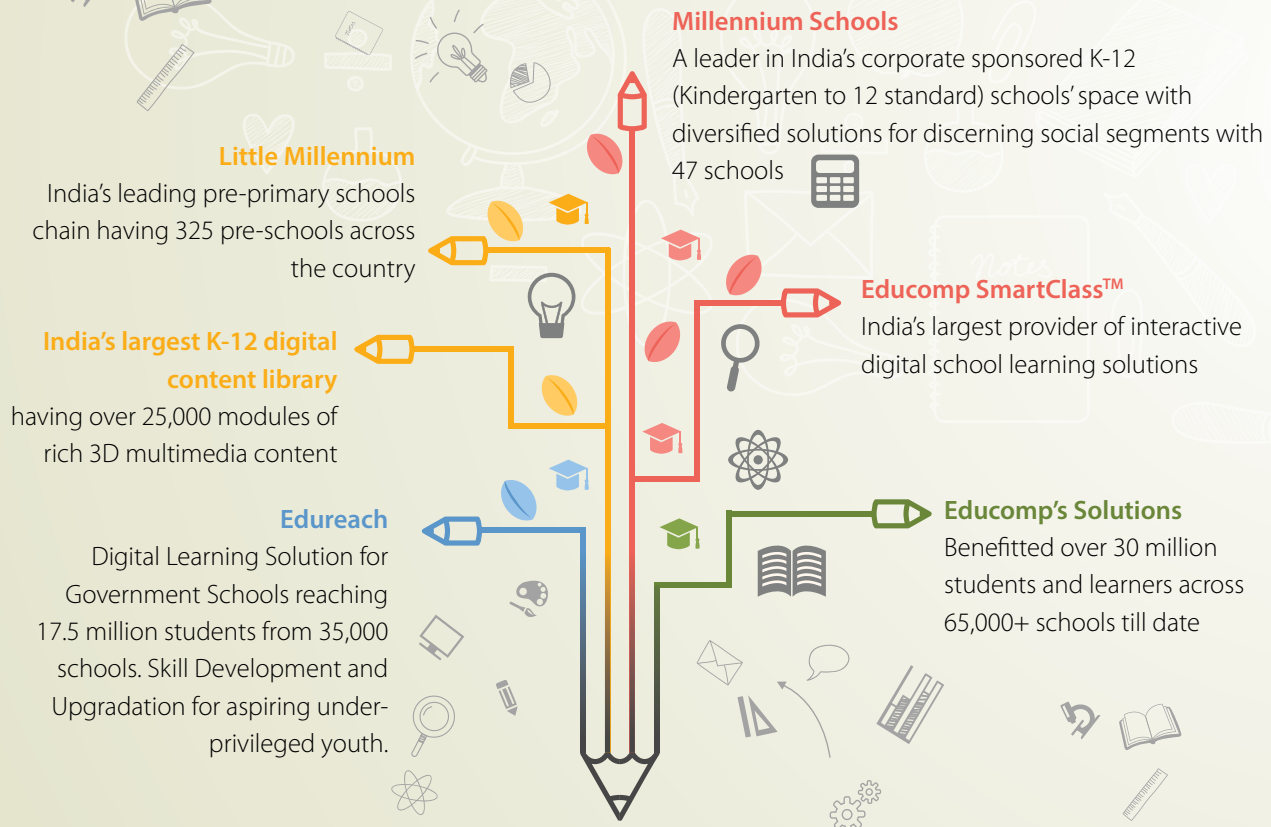 Millennium Schools
A leader in India's corporate sponsored K-12
(Kindergarten to 12 standard) schools' space with
diversified solutions for discerning social segments with
47 schools
Little Millennium
India's leading pre-primary schools
chain having 325 pre-schools across
the country
Educomp SmartClass™
India's largest provider of interactive
digital school learning solutions
India's largest K-12 digital
content library
having over 25,000 modules of
rich 3D multimedia content
Edureach
Digital Learning Solution for
Government Schools reaching
17.5 million students from 35,000
schools. Skill Development and
Upgradation for aspiring under-
privileged youth.
Educomp's Solutions
Benefitted over 30 million
students and learners across
65,000+ schools till date
Notes